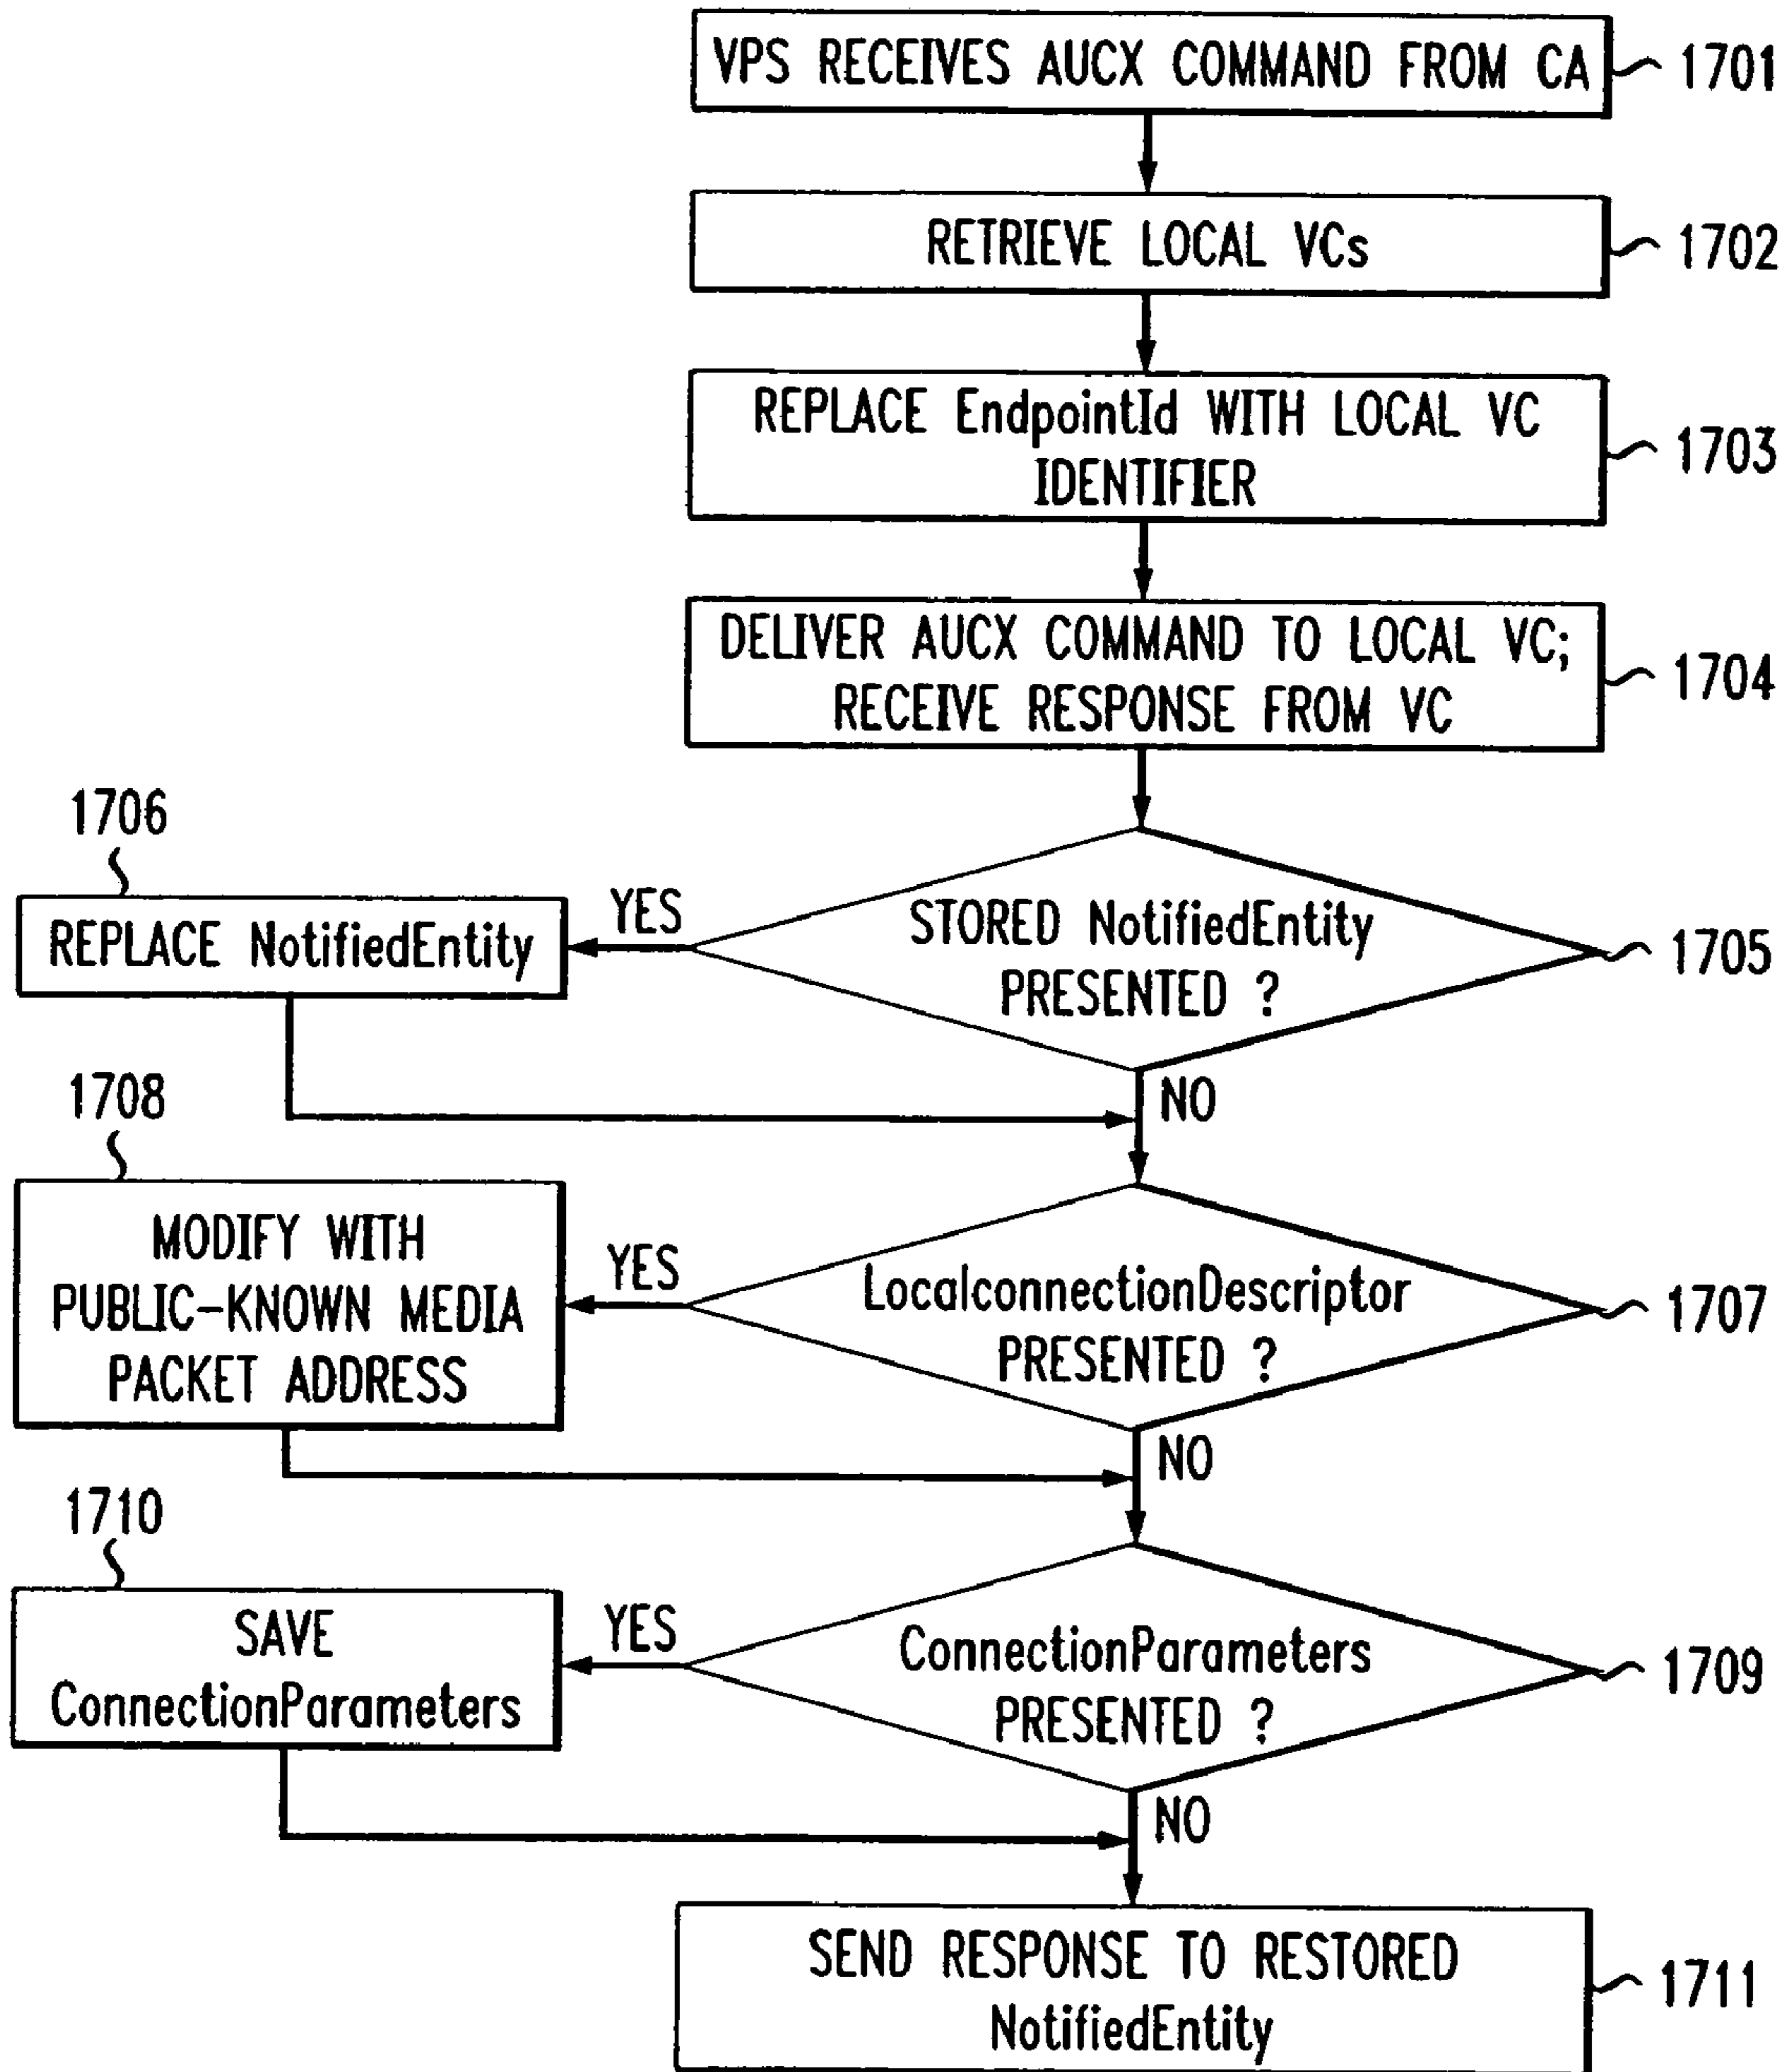 VPS RECEIVES AUCX COMMAND FROM CA
1701
RETRIEVE LOCAL VCs
1702
REPLACE EndpointId WITH LOCAL VC
IDENTIFIER
1703
DELIVER AUCX COMMAND TO LOCAL VC;
RECEIVE RESPONSE FROM VC
1704
1706
REPLACE NotifiedEntity
YES
STORED NotifiedEntity
PRESENTED ?
1705
NO
1708
MODIFY WITH
PUBLIC-KNOWN MEDIA
PACKET ADDRESS
YES
LocalconnectionDescriptor
PRESENTED ?
1707
NO
1710
SAVE
ConnectionParameters
YES
ConnectionParameters
PRESENTED ?
1709
NO
SEND RESPONSE TO RESTORED
NotifiedEntity
1711